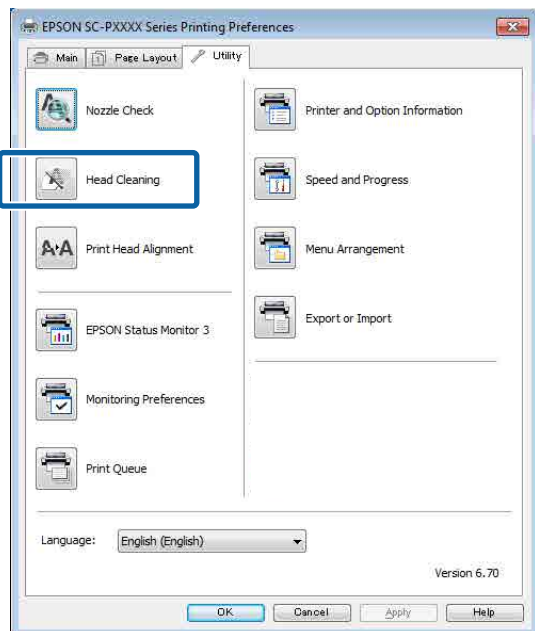 EPSON SC-PXXXX Series Printing Preferences
Main
Page Layout
Utility
Nozzle Check
Head Cleaning
A A Print Head Alignment
EPSON Status Monitor 3
Monitoring Preferences
Print Queue
Printer and Option Information
Speed and Progress
Menu Arrangement
Export or Import
Language: English (English)
Version 6.70
OK Cancel Apply Help